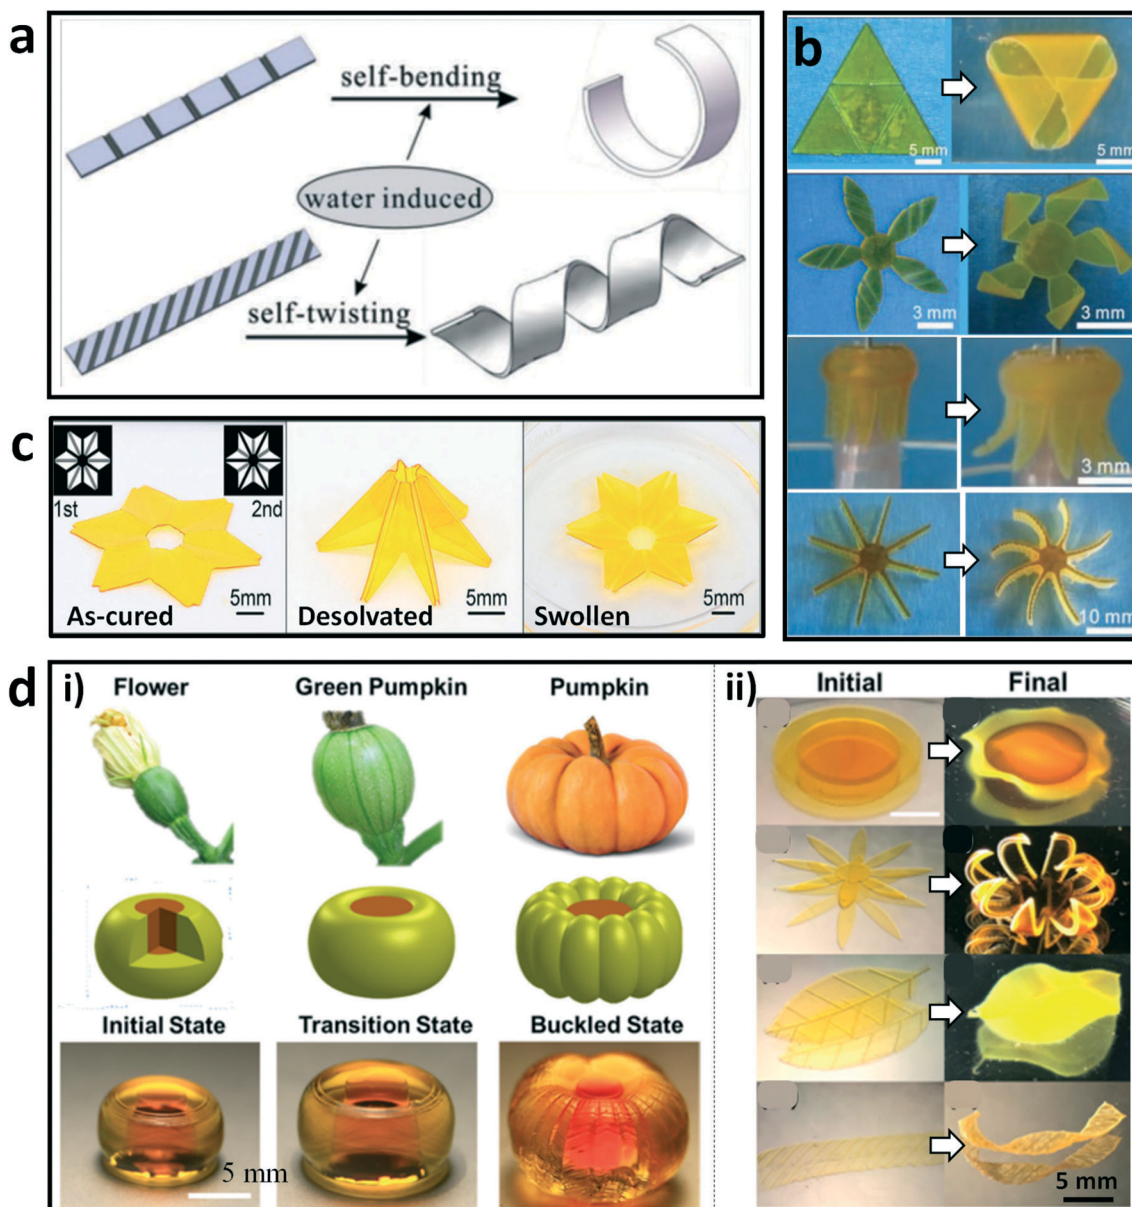 a
self-bending
water induced
self-twisting
b
5 mm
5 mm
3 mm
3 mm
3 mm
10 mm
c
1st
2nd
5mm
5mm
5mm
As-cured
Desolvated
Swollen
d
i)
Flower
Green Pumpkin
Pumpkin
Initial State
Transition State
Buckled State
5 mm
ii)
Initial
Final
5 mm